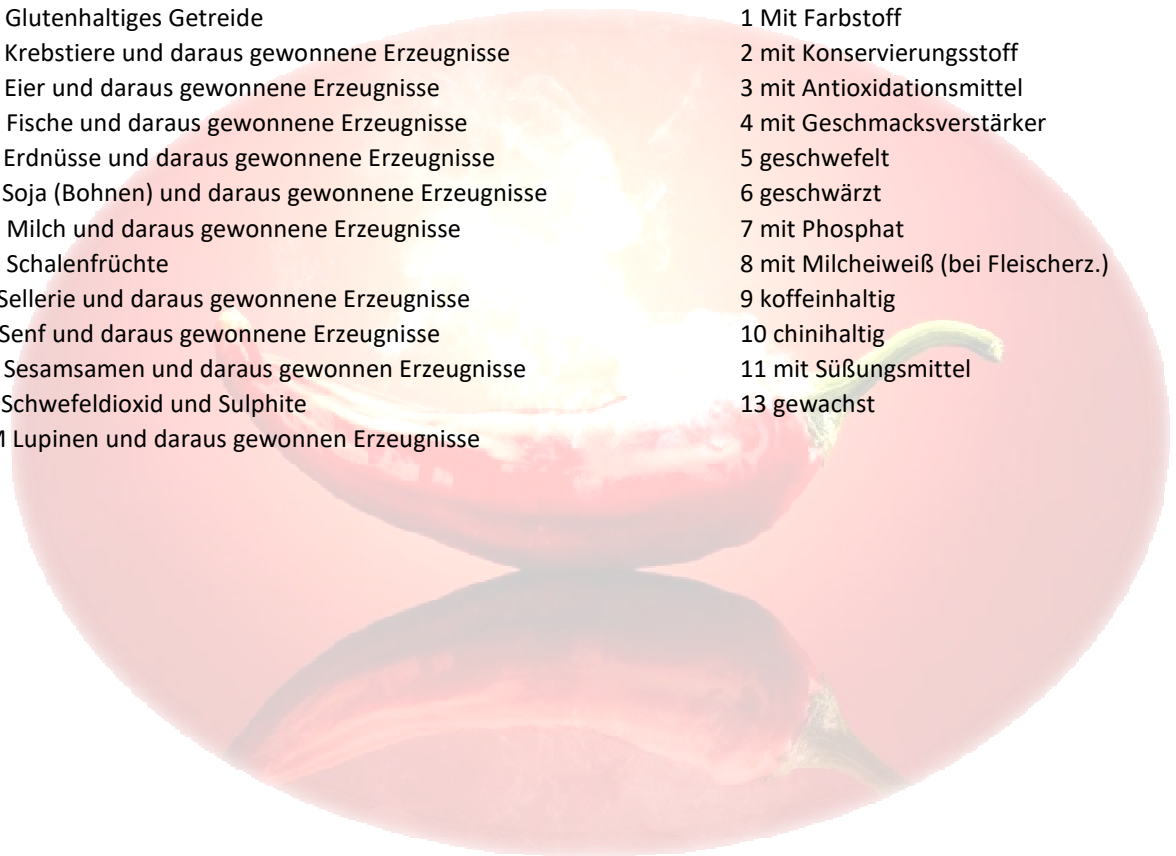 Glutenhaltiges Getreide
Krebstiere und daraus gewonnene Erzeugnisse
Eier und daraus gewonnene Erzeugnisse
Fische und daraus gewonnene Erzeugnisse
Erdnüsse und daraus gewonnene Erzeugnisse
Soja (Bohnen) und daraus gewonnene Erzeugnisse
Milch und daraus gewonnene Erzeugnisse
Schalenfrüchte
Sellerie und daraus gewonnene Erzeugnisse
Senf und daraus gewonnene Erzeugnisse
Sesamsamen und daraus gewonnen Erzeugnisse
Schwefeldioxid und Sulphite
Lupinen und daraus gewonnen Erzeugnisse
1 Mit Farbstoff
2 mit Konservierungsstoff
3 mit Antioxidationsmittel
4 mit Geschmacksverstärker
5 geschwefelt
6 geschwärzt
7 mit Phosphat
8 mit Milcheiweiß (bei Fleischerz.)
9 koffeinhaltig
10 chinihaltig
11 mit Süßungsmittel
13 gewachst